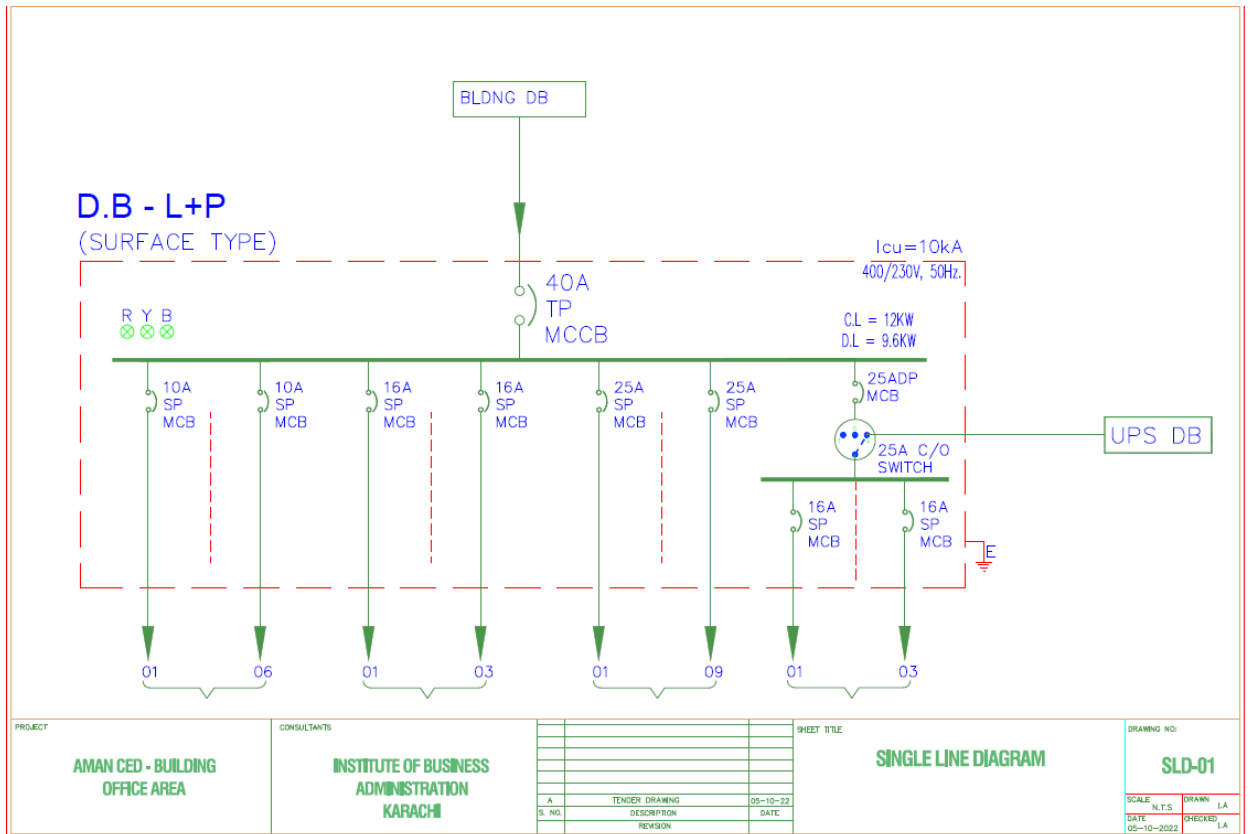 BLDNG DB
D.B - L+P
(SURFACE TYPE)
Icu=10kA
400/230V, 50Hz.
40A
TP
MCCB
R Y B
C.L = 12KW
D.L = 9.6KW
10A
SP
MCB
10A
SP
MCB
16A
SP
MCB
16A
SP
MCB
25A
SP
MCB
25A
SP
MCB
25ADP
MCB
UPS DB
25A C/O
SWITCH
16A
SP
MCB
16A
SP
MCB
E
01
06
01
03
01
09
01
03
PROJECT
AMAN CED - BUILDING
OFFICE AREA
CONSULTANTS
INSTITUTE OF BUSINESS
ADMINISTRATION
KARACHI
A TENDER DRAWING 05-10-22
S. NO. DESCRIPTION DATE
REVISION
SHEET TITLE
SINGLE LINE DIAGRAM
DRAWING NO:
SLD-01
SCALE N.T.S
DRAWN I.A
DATE 05-10-2022
CHECKED I.A